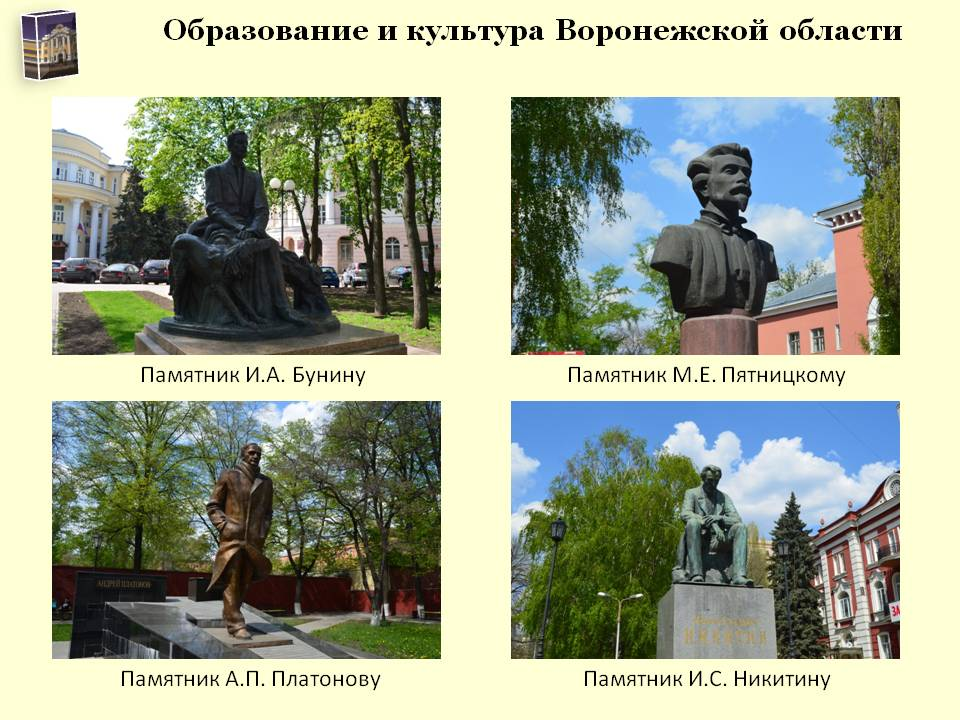 Образование и культура Воронежской области
Памятник И.А. Бунину
Памятник М.Е. Пятницкому
АНДРЕЙ ПЛАТОНОВ
НИКИТИН
Памятник А.П. Платонову
Памятник И.С. Никитину